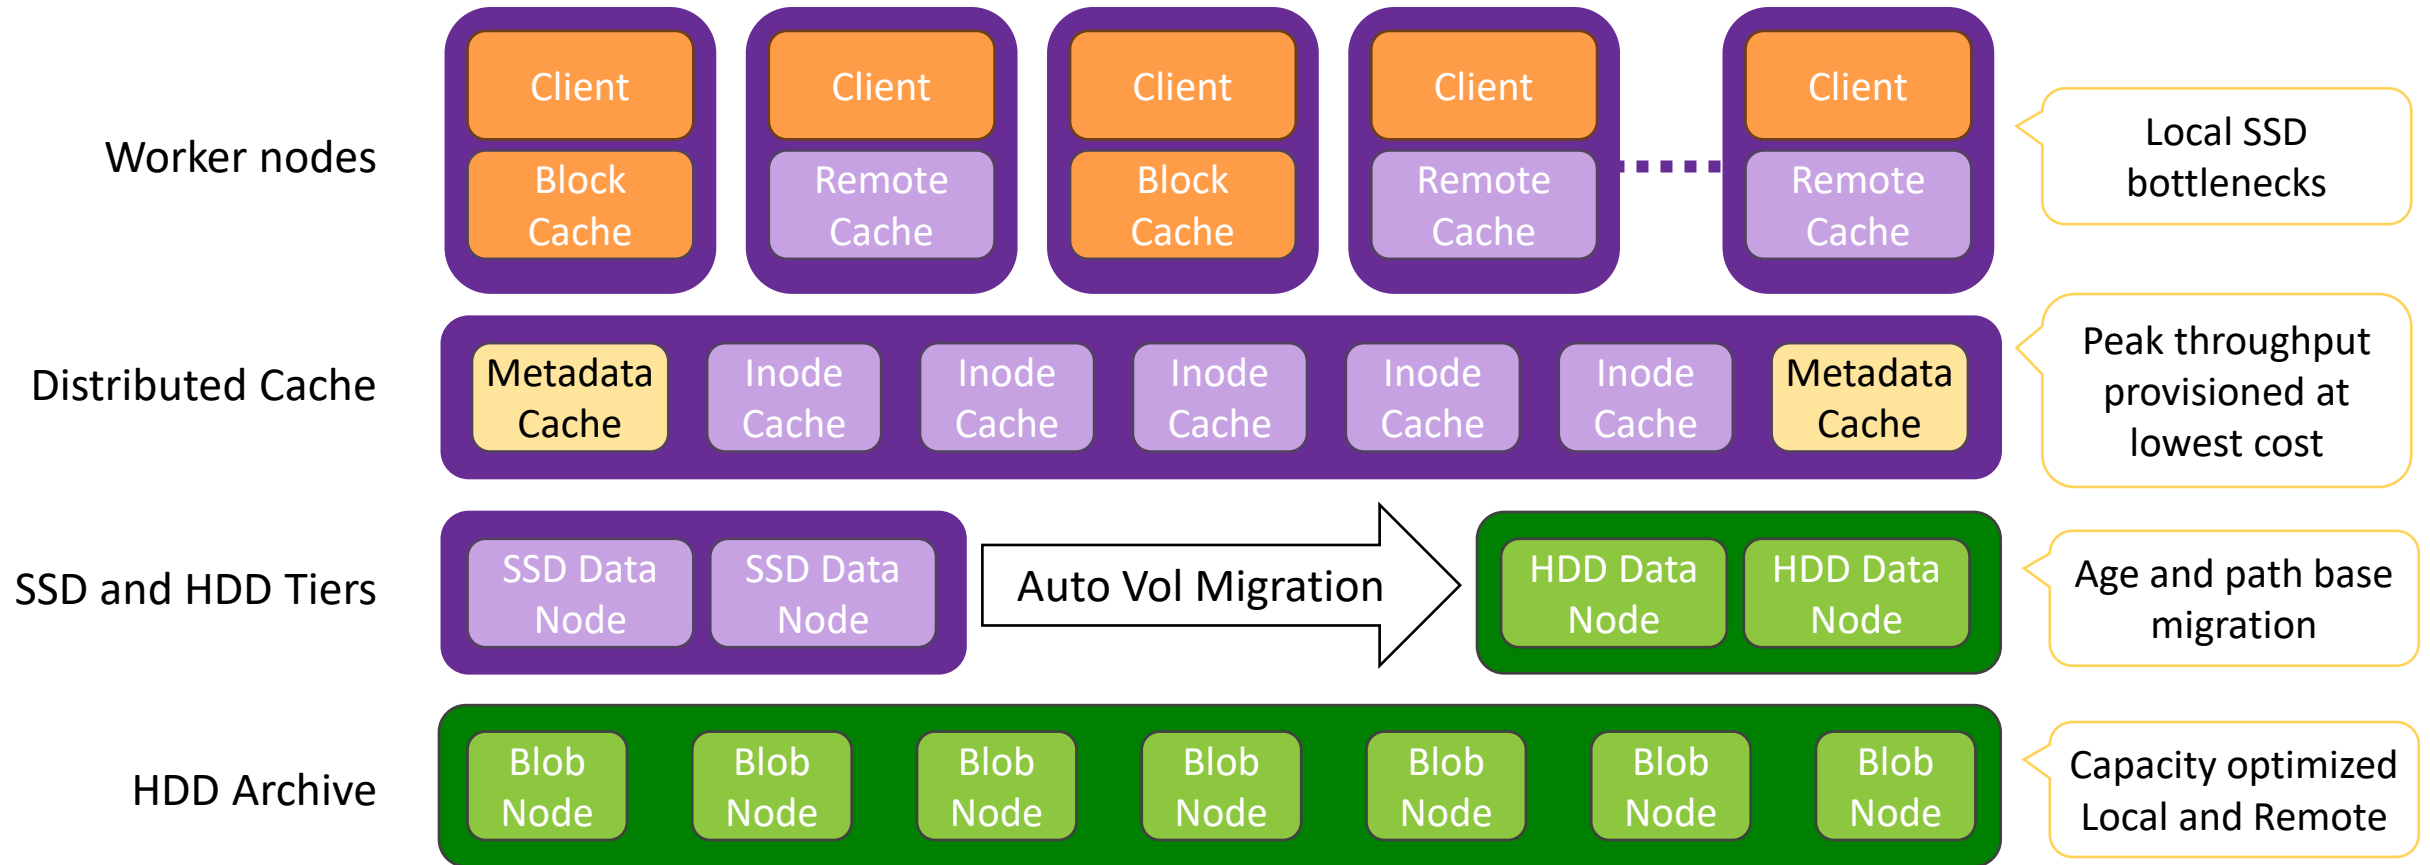 Worker nodes
Client
Client
Client
Client
Client
Block
Cache
Remote
Cache
Block
Cache
Remote
Cache
Remote
Cache
Local SSD
bottlenecks
Distributed Cache
Metadata
Cache
Inode
Cache
Inode
Cache
Inode
Cache
Inode
Cache
Inode
Cache
Metadata
Cache
Peak throughput
provisioned at
lowest cost
SSD and HDD Tiers
SSD Data
Node
SSD Data
Node
Auto Vol Migration
HDD Data
Node
HDD Data
Node
Age and path base
migration
HDD Archive
Blob
Node
Blob
Node
Blob
Node
Blob
Node
Blob
Node
Blob
Node
Blob
Node
Capacity optimized
Local and Remote